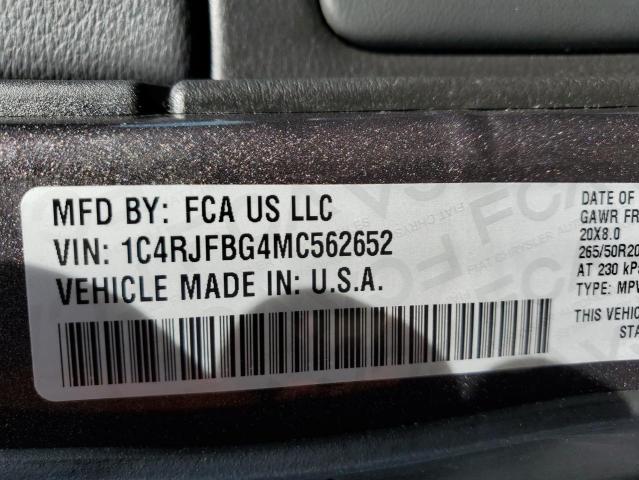 MFD BY: FCA US LLC
VIN: 1C4RJFBG4MC562652
VEHICLE MADE IN: U.S.A.
DATE OF
GAWR FR
20X8.0
265/50R20
AT 230 kP
TYPE: MPV
THIS VEHIC
STA